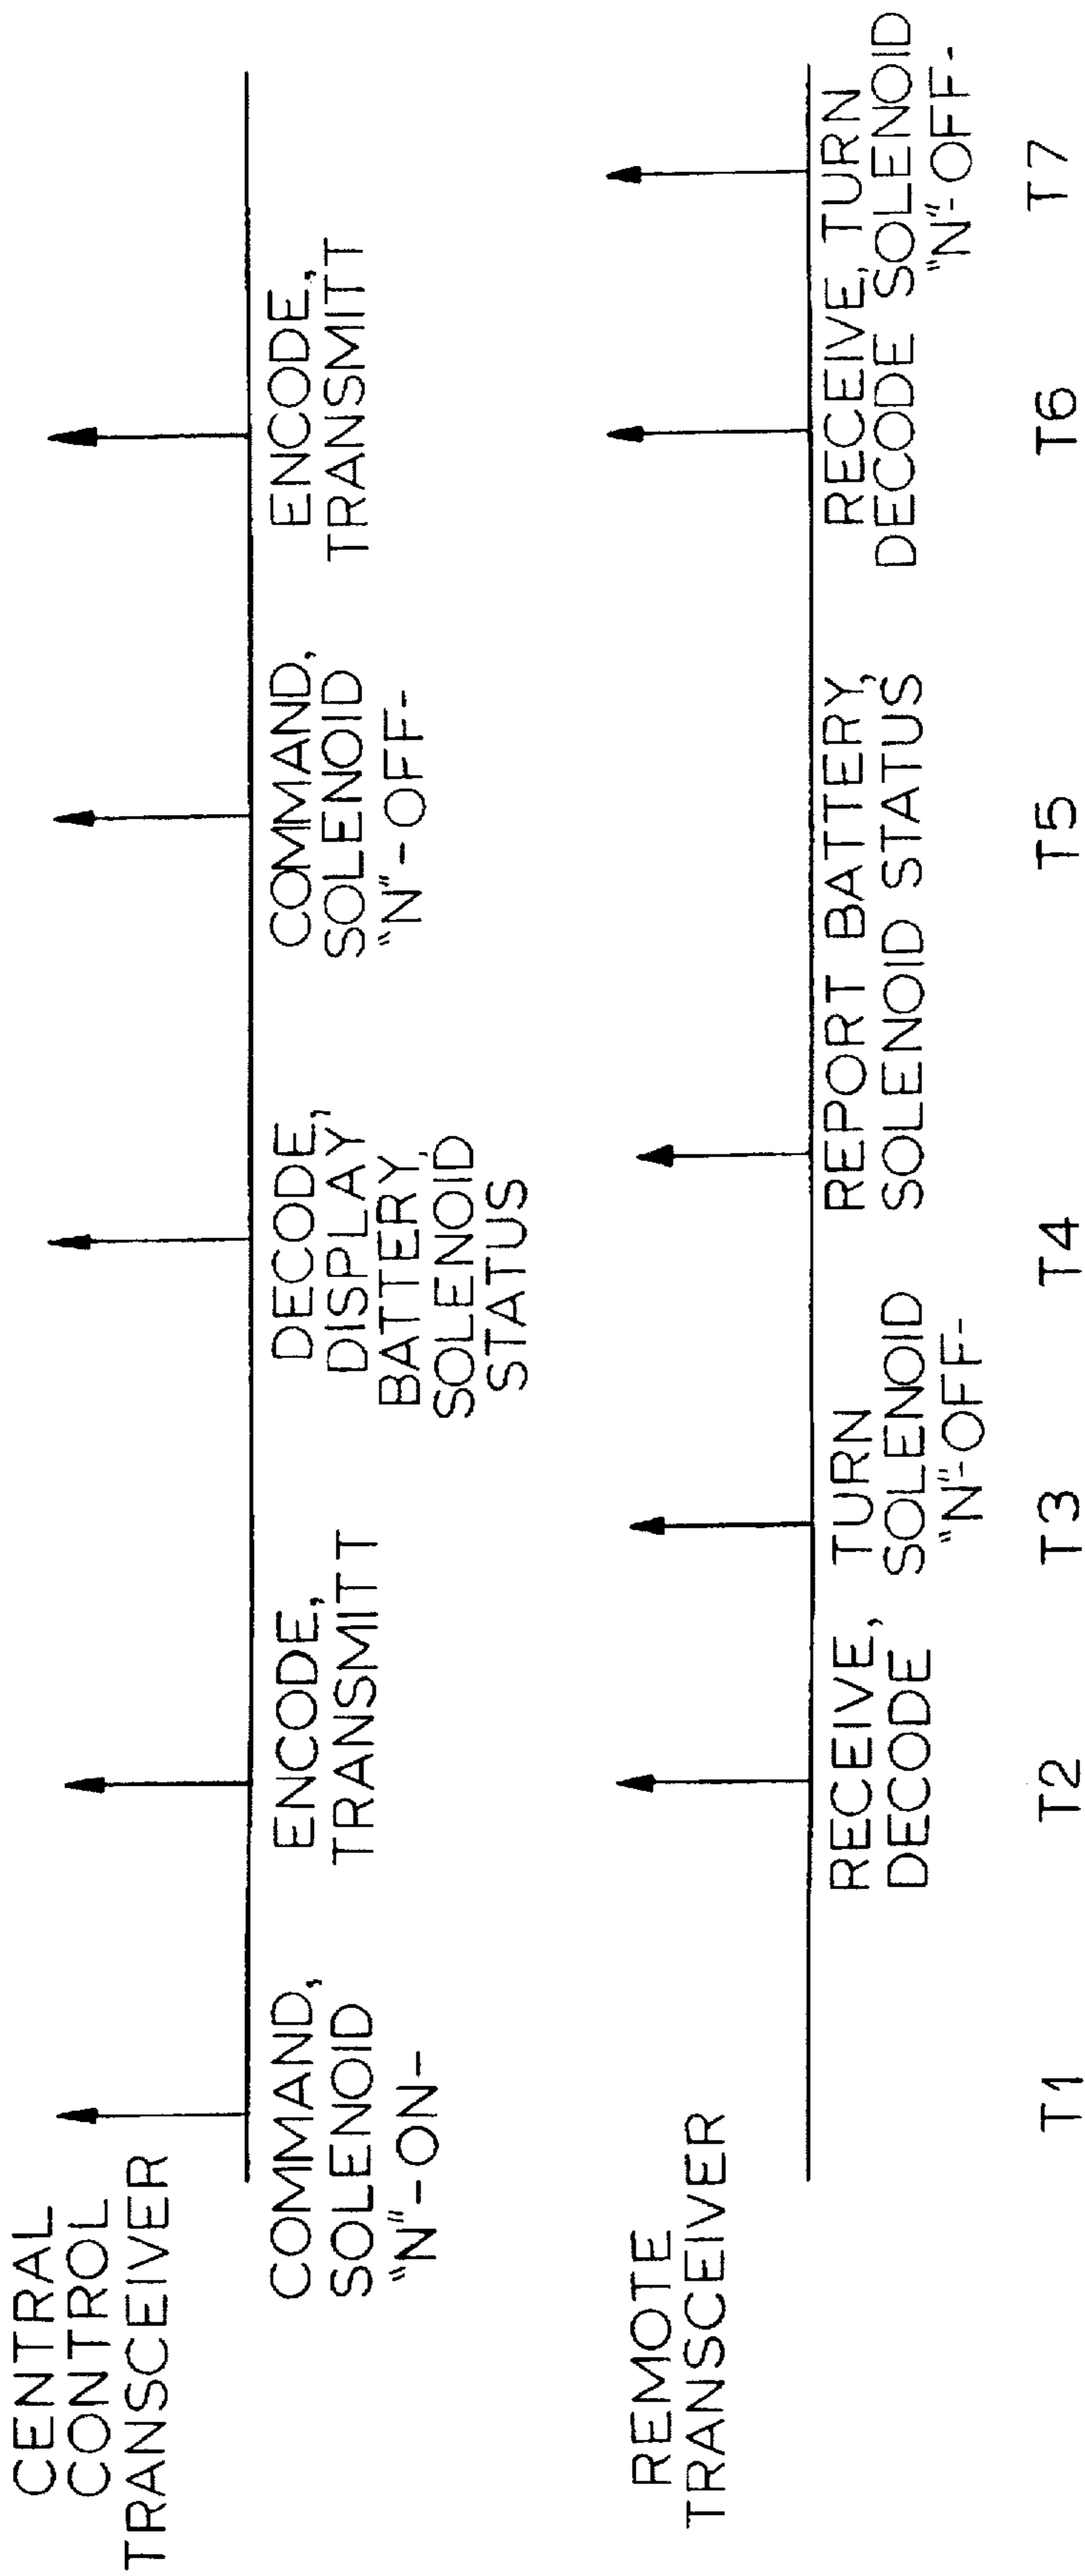 CENTRAL
CONTROL
TRANSCEIVER
COMMAND,
SOLENOID
"N"-ON-
ENCODE,
TRANSMITT
DECODE,
DISPLAY
BATTERY,
SOLENOID
STATUS
COMMAND,
SOLENOID
"N"-OFF-
ENCODE,
TRANSMITT
REMOTE
TRANSCEIVER
RECEIVE,
DECODE
TURN
SOLENOID
"N"-OFF-
REPORT BATTERY,
SOLENOID STATUS
RECEIVE,
DECODE
TURN
SOLENOID
"N"-OFF-
T1
T2
T3
T4
T5
T6
T7